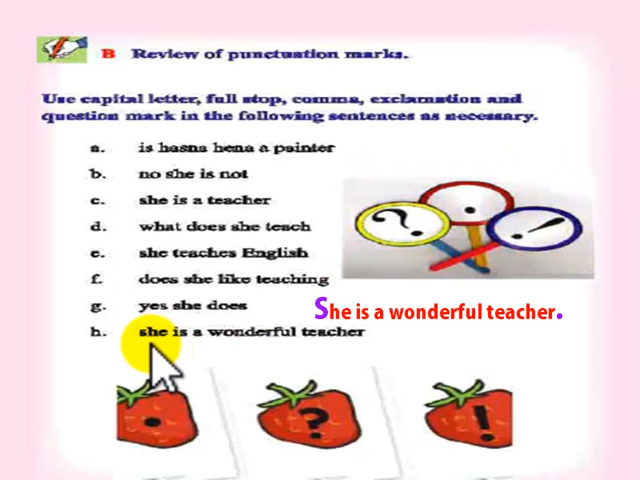 B Review of punctuation marks.
Use capital letter, full stop, comma, exclamation and
question mark in the following sentences as necessary.
a. is hasna hena a painter
b. no she is not
c. she is a teacher
d. what does she teach
e. she teaches English
f. does she like teaching
g. yes she does
She is a wonderful teacher.
h. she is a wonderful teacher
? . !
. ? !